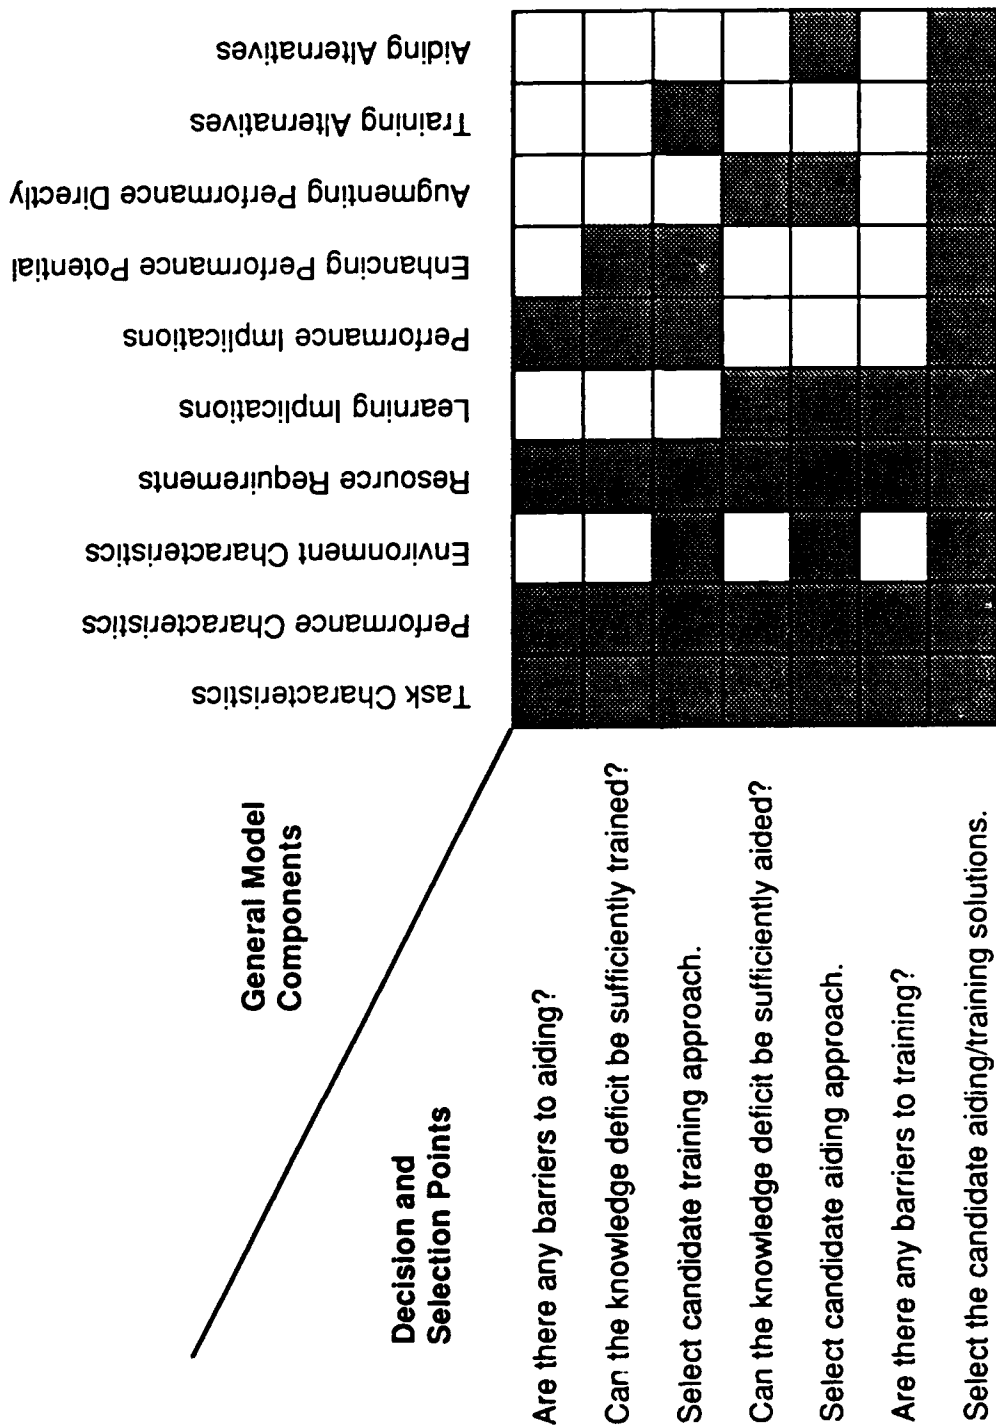 General Model
Components
Decision and
Selection Points
Task Characteristics
Performance Characteristics
Environment Characteristics
Resource Requirements
Learning Implications
Performance Implications
Enhancing Performance Potential
Augmenting Performance Directly
Training Alternatives
Aiding Alternatives
Are there any barriers to aiding?
Can the knowledge deficit be sufficiently trained?
Select candidate training approach.
Can the knowledge deficit be sufficiently aided?
Select candidate aiding approach.
Are there any barriers to training?
Select the candidate aiding/training solutions.